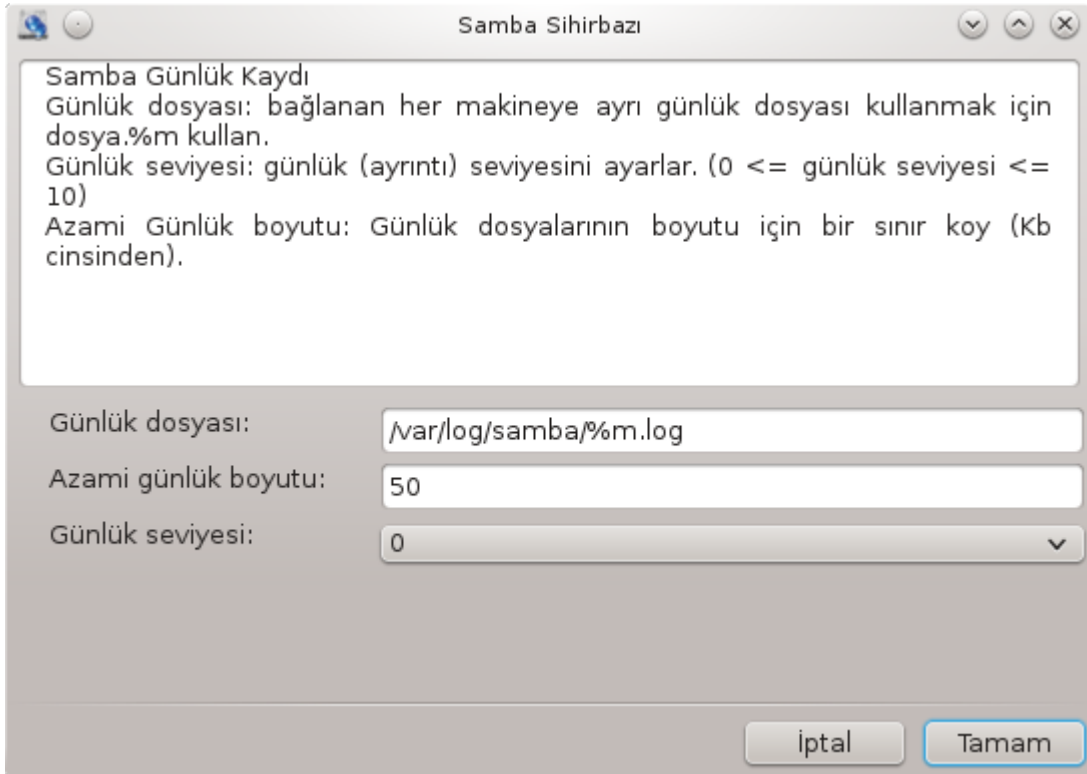 Samba Sihirbazı
Samba Günlük Kaydı
Günlük dosyası: bağlanan her makineye ayrı günlük dosyası kullanmak için
dosya.%m kullan.
Günlük seviyesi: günlük (ayrıntı) seviyesini ayarlar. (0 <= günlük seviyesi <=
10)
Azami Günlük boyutu: Günlük dosyalarının boyutu için bir sınır koy (Kb
cinsinden).
Günlük dosyası:
/var/log/samba/%m.log
Azami günlük boyutu:
50
Günlük seviyesi:
0
İptal
Tamam